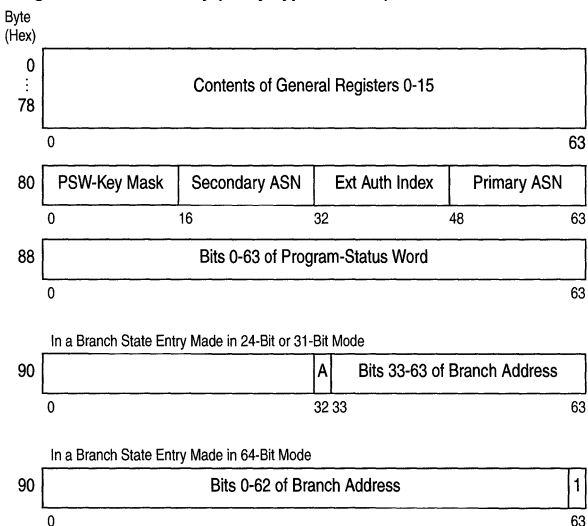 Byte
(Hex)
0
⋮
78
Contents of General Registers 0-15
0 63
80 PSW-Key Mask Secondary ASN Ext Auth Index Primary ASN
0 16 32 48 63
88 Bits 0-63 of Program-Status Word
0 63
In a Branch State Entry Made in 24-Bit or 31-Bit Mode
90 A Bits 33-63 of Branch Address
0 32 33 63
In a Branch State Entry Made in 64-Bit Mode
90 Bits 0-62 of Branch Address 1
0 63